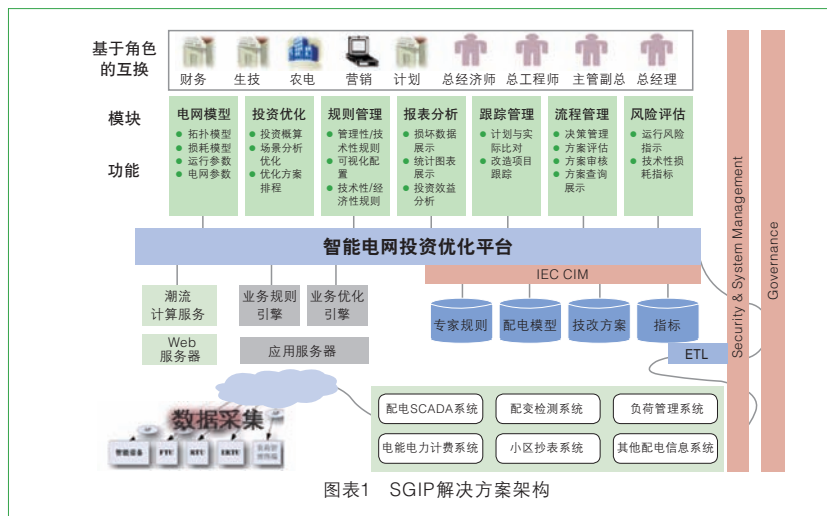 基于角色
的互换
财务
生技
农电
营销
计划
总经济师
总工程师
主管副总
总经理
模块
功能
电网模型
拓扑模型
损耗模型
运行参数
电网参数
投资优化
投资概算
场景分析
优化
优化方案
排程
规则管理
管理性/技
术性规则
可视化配
置
技术性/经
济性规则
报表分析
损坏数据
展示
统计图表
展示
投资效益
分析
跟踪管理
计划与实
际比对
改造项目
跟踪
流程管理
决策管理
方案评估
方案审核
方案查询
展示
风险评估
运行风险
指示
技术性损
耗指标
智能电网投资优化平台
IEC CIM
潮流
计算服务
业务规则
引擎
业务优化
引擎
专家规则
配电模型
技改方案
指标
Web
服务器
应用服务器
ETL
Security & System Management
Governance
数据采集
智能设备
FTU
RTU
ERTU
配电SCADA系统
配变检测系统
负荷管理系统
电能电力计费系统
小区抄表系统
其他配电信息系统
图表1 SGIP解决方案架构